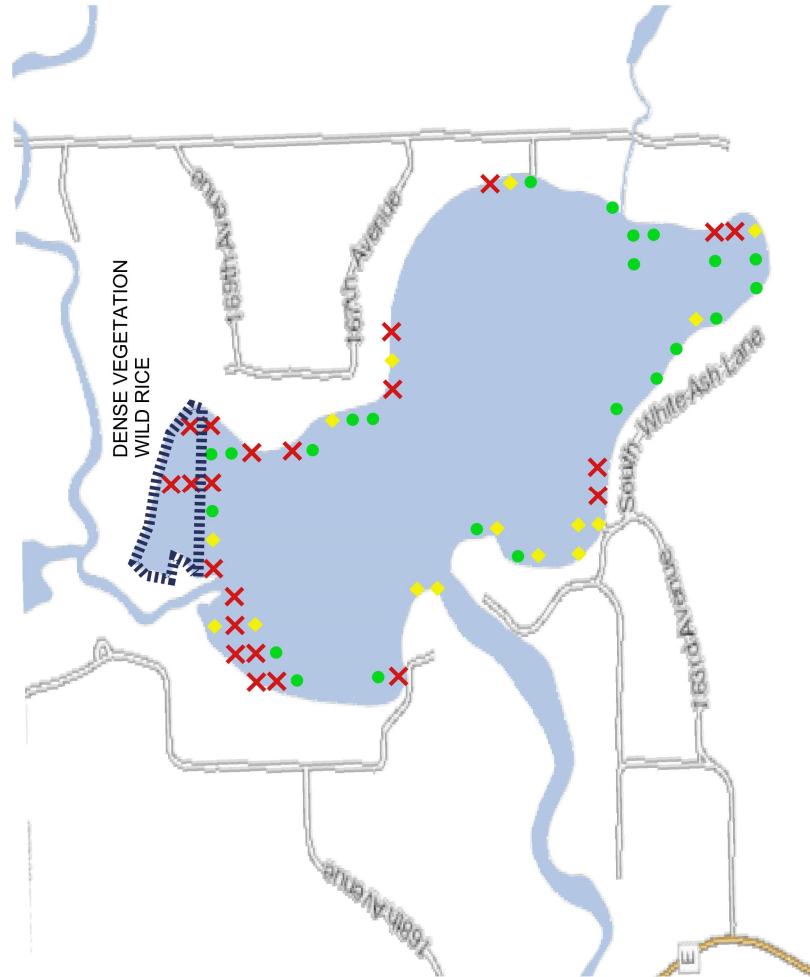 DENSE VEGETATION
WILD RICE
169th Avenue
167th Avenue
South White Ash Lane
163rd Avenue
168th Avenue
E